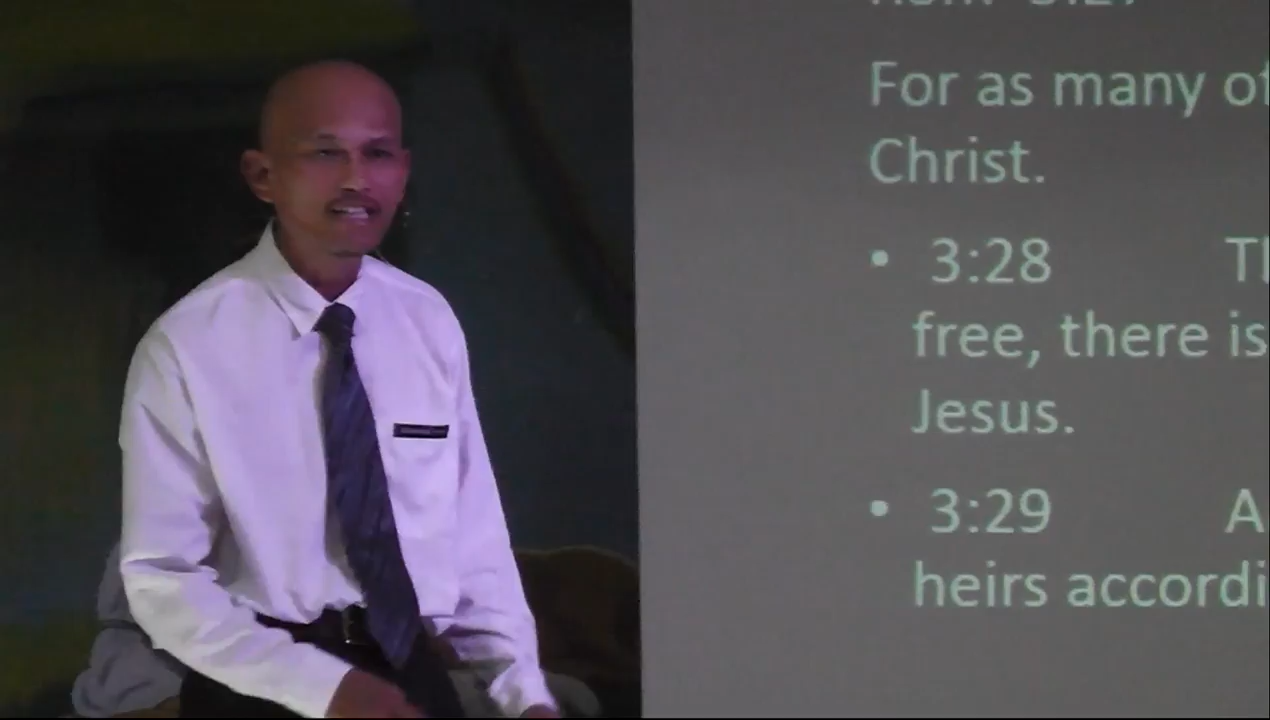 For as many of
Christ.
• 3:28
free, there is
Jesus.
• 3:29 A
heirs accordi